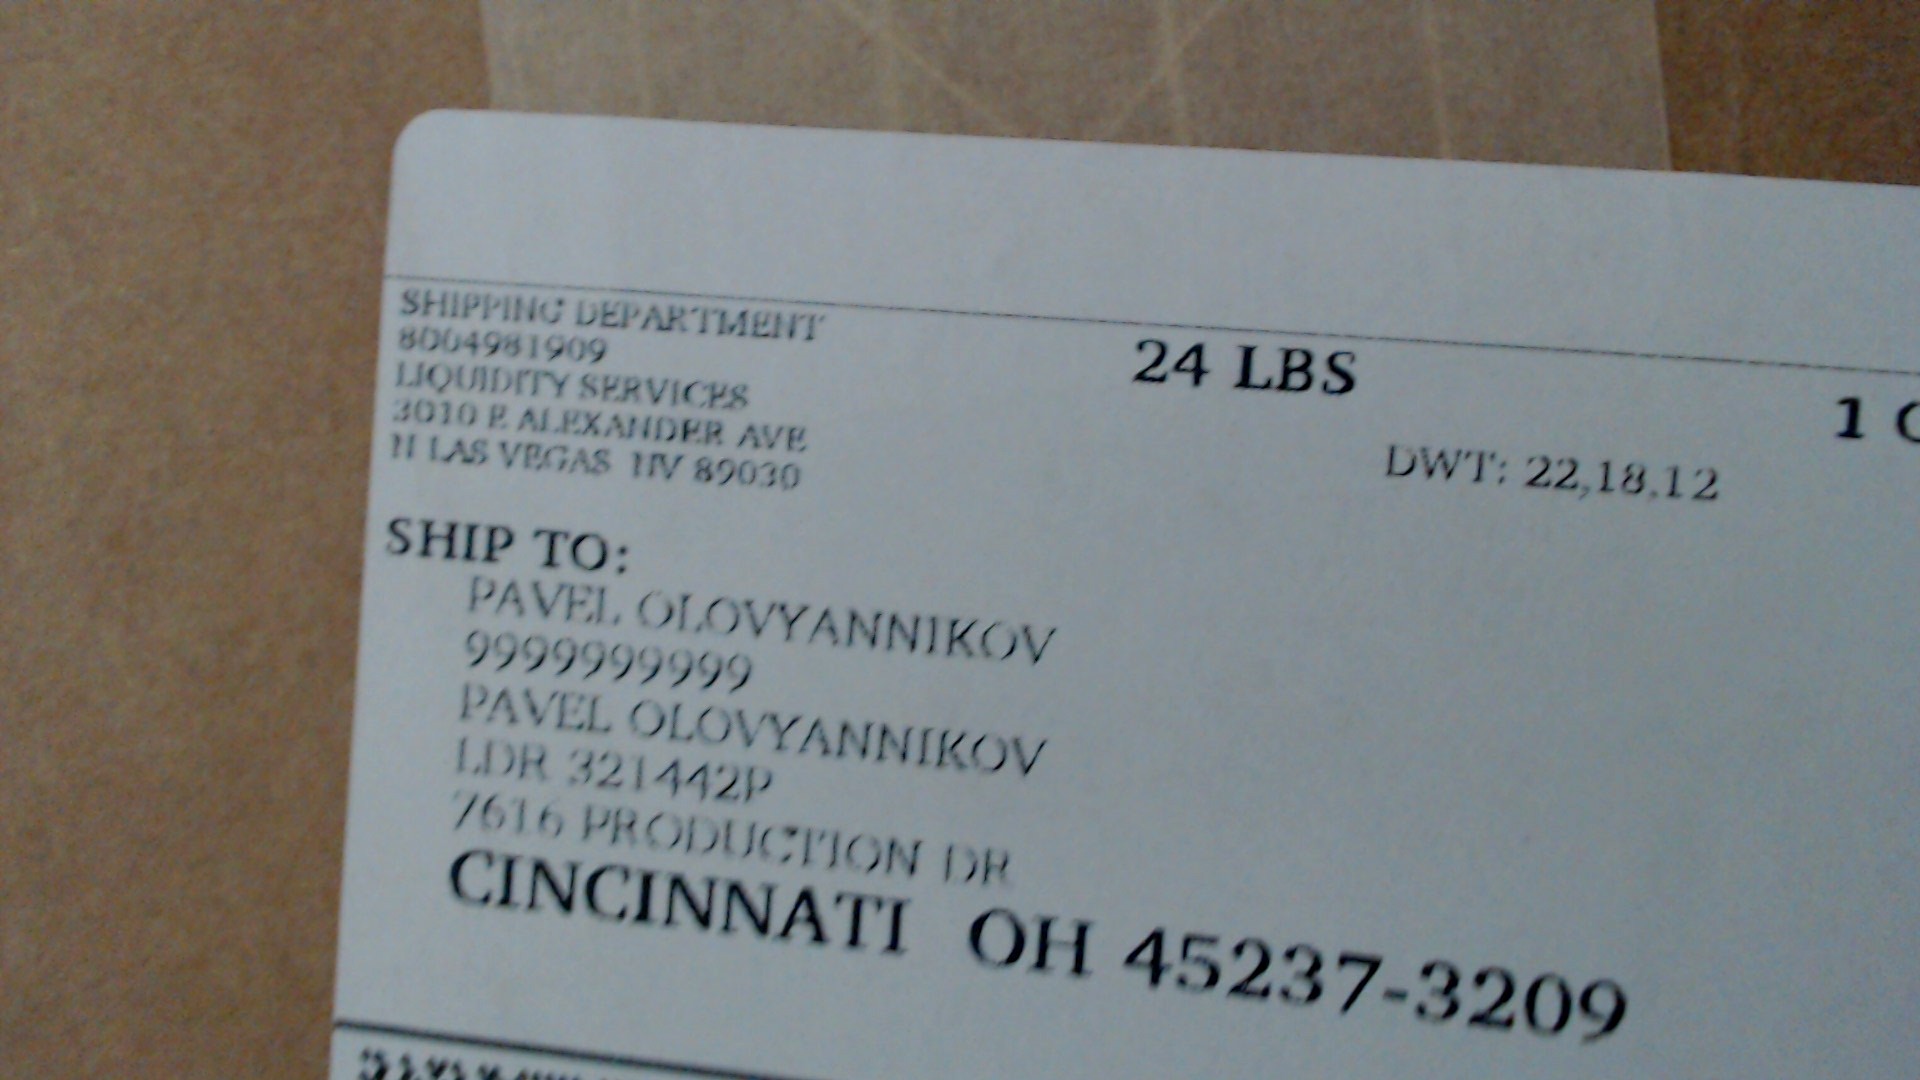 SHIPPING DEPARTMENT
8004981909
LIQUIDITY SERVICES
3010 E ALEXANDER AVE
N LAS VEGAS NV 89030
24 LBS
1
DWT: 22,18,12
SHIP TO:
PAVEL OLOVYANNIKOV
9999999999
PAVEL OLOVYANNIKOV
LDR 321442P
7616 PRODUCTION DR
CINCINNATI OH 45237-3209